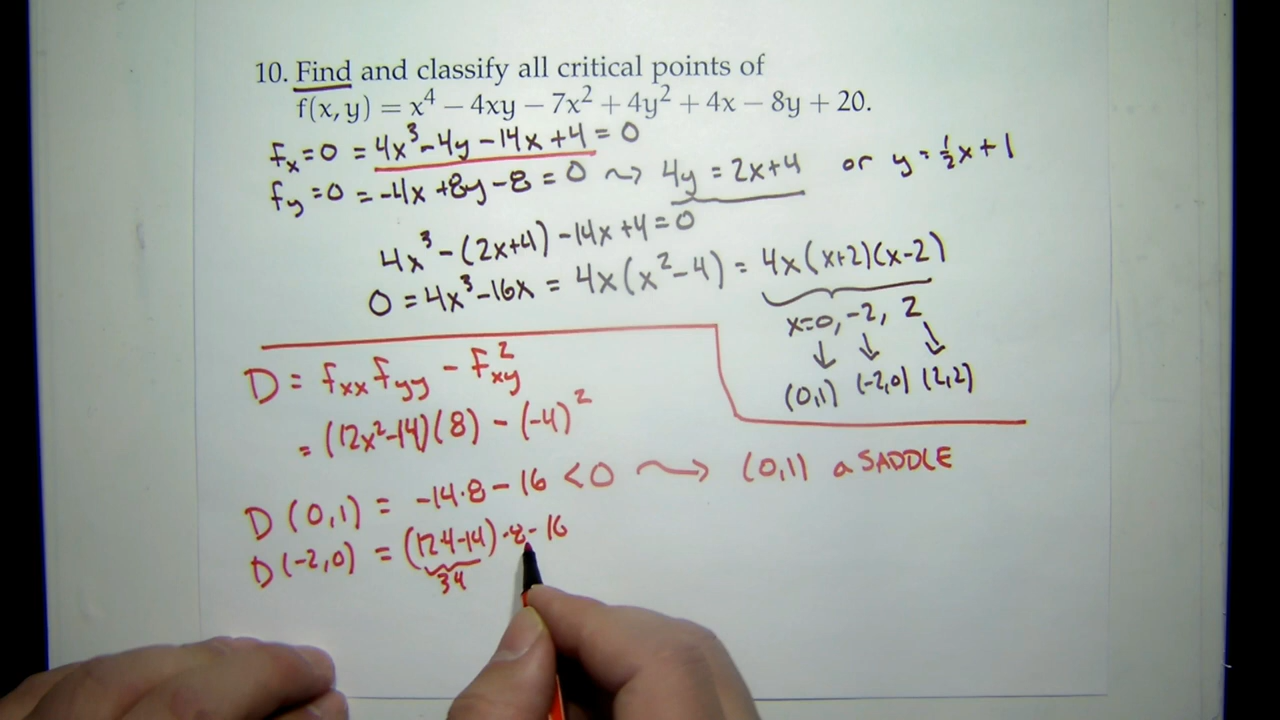 10. Find and classify all critical points of
f(x, y) = x⁴ − 4xy − 7x² + 4y² + 4x − 8y + 20.
fx=0 = 4x³-4y-14x+4 = 0
fy=0 = -4x+8y-8 = 0 ⇝ 4y = 2x+4 or y = ½x+1
4x³-(2x+4)-14x+4=0
0 = 4x³-16x = 4x(x²-4) = 4x(x+2)(x-2)
x=0, -2, 2
↓ ↓ ↓
(0,1) (-2,0) (2,2)
D = fxx fyy - fxy²
= (12x²-14)(8) - (-4)²
D(0,1) = -14·8-16 <0 ⇝ (0,1) a SADDLE
D(-2,0) = (12·4-14)·8-16
34